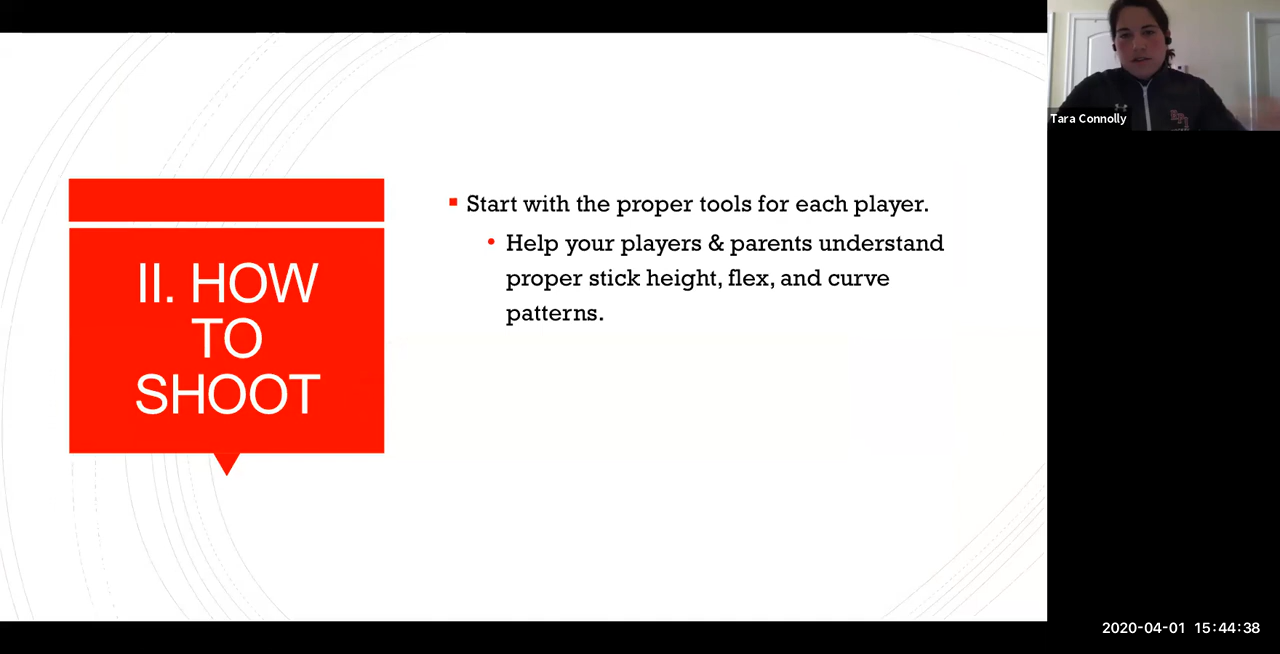 Tara Connolly
II. HOW
TO
SHOOT
Start with the proper tools for each player.
Help your players & parents understand
proper stick height, flex, and curve
patterns.
2020-04-01 15:44:38